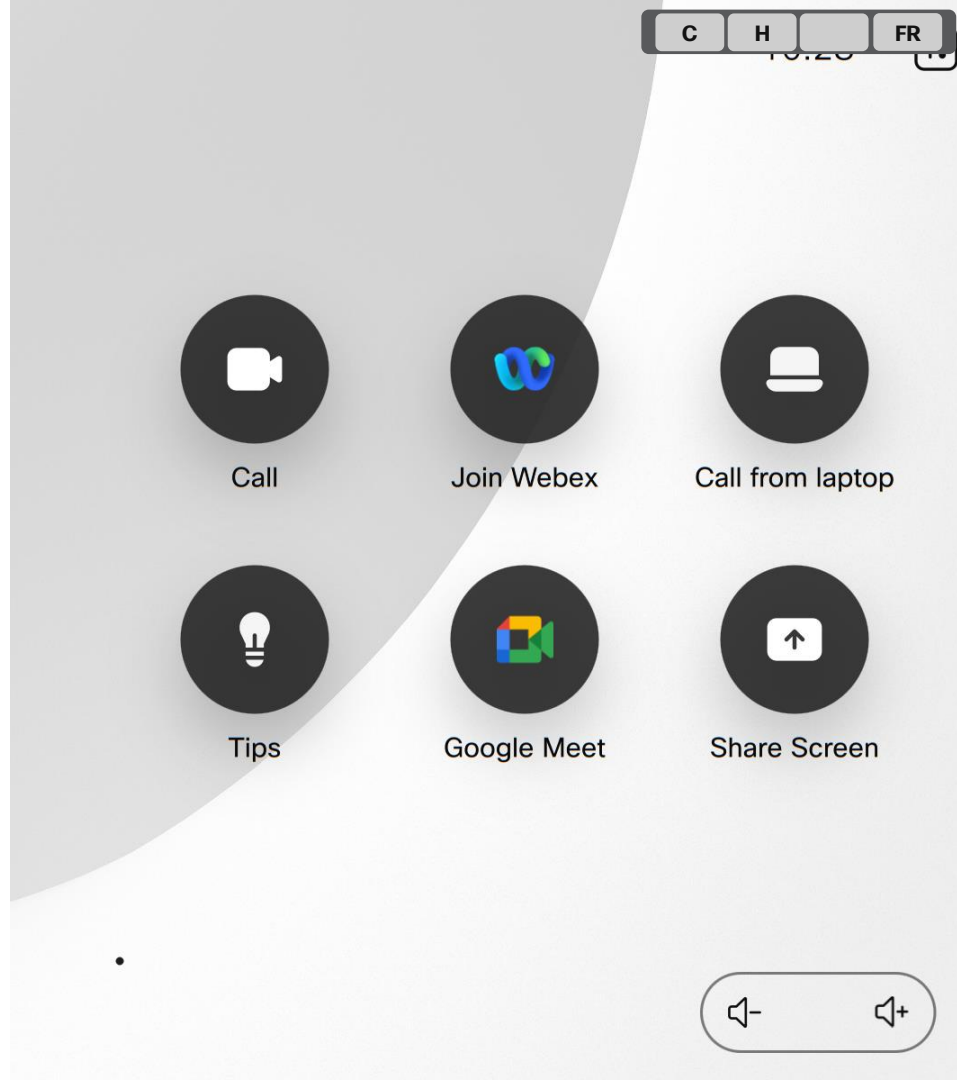 C H FR
Call
Join Webex
Call from laptop
Tips
Google Meet
Share Screen